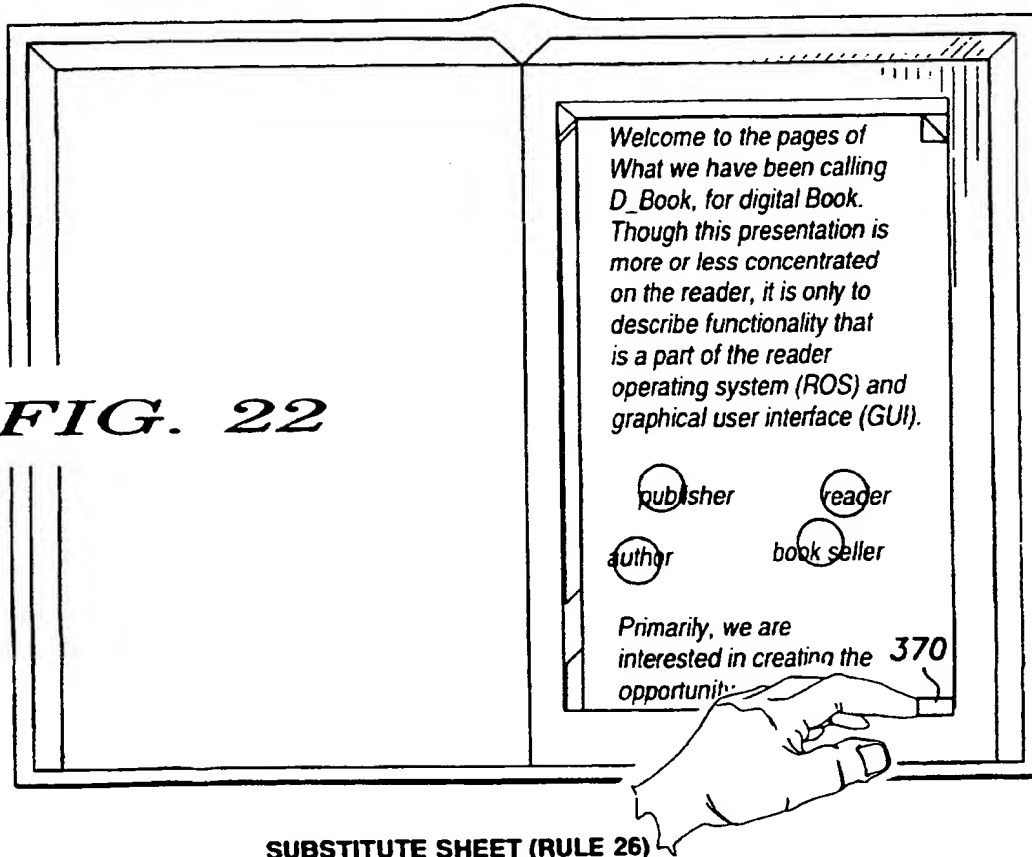 Welcome to the pages of
What we have been calling
D_Book, for digital Book.
Though this presentation is
more or less concentrated
on the reader, it is only to
describe functionality that
is a part of the reader
operating system (ROS) and
graphical user interface (GUI).
FIG. 22
publisher reader
author book seller
Primarily, we are
interested in creating the 370
opportunity
SUBSTITUTE SHEET (RULE 26)